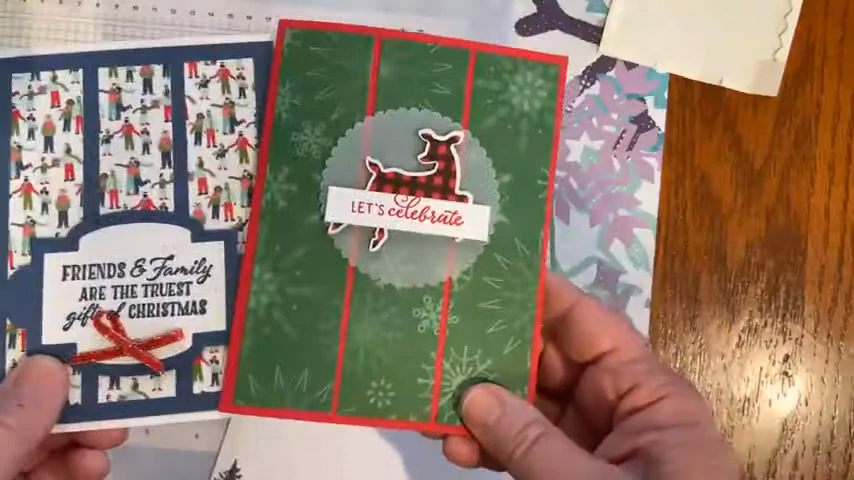 FRIENDS & Family
ARE THE TRUEST
gifts of CHRISTMAS
LET'S celebrate